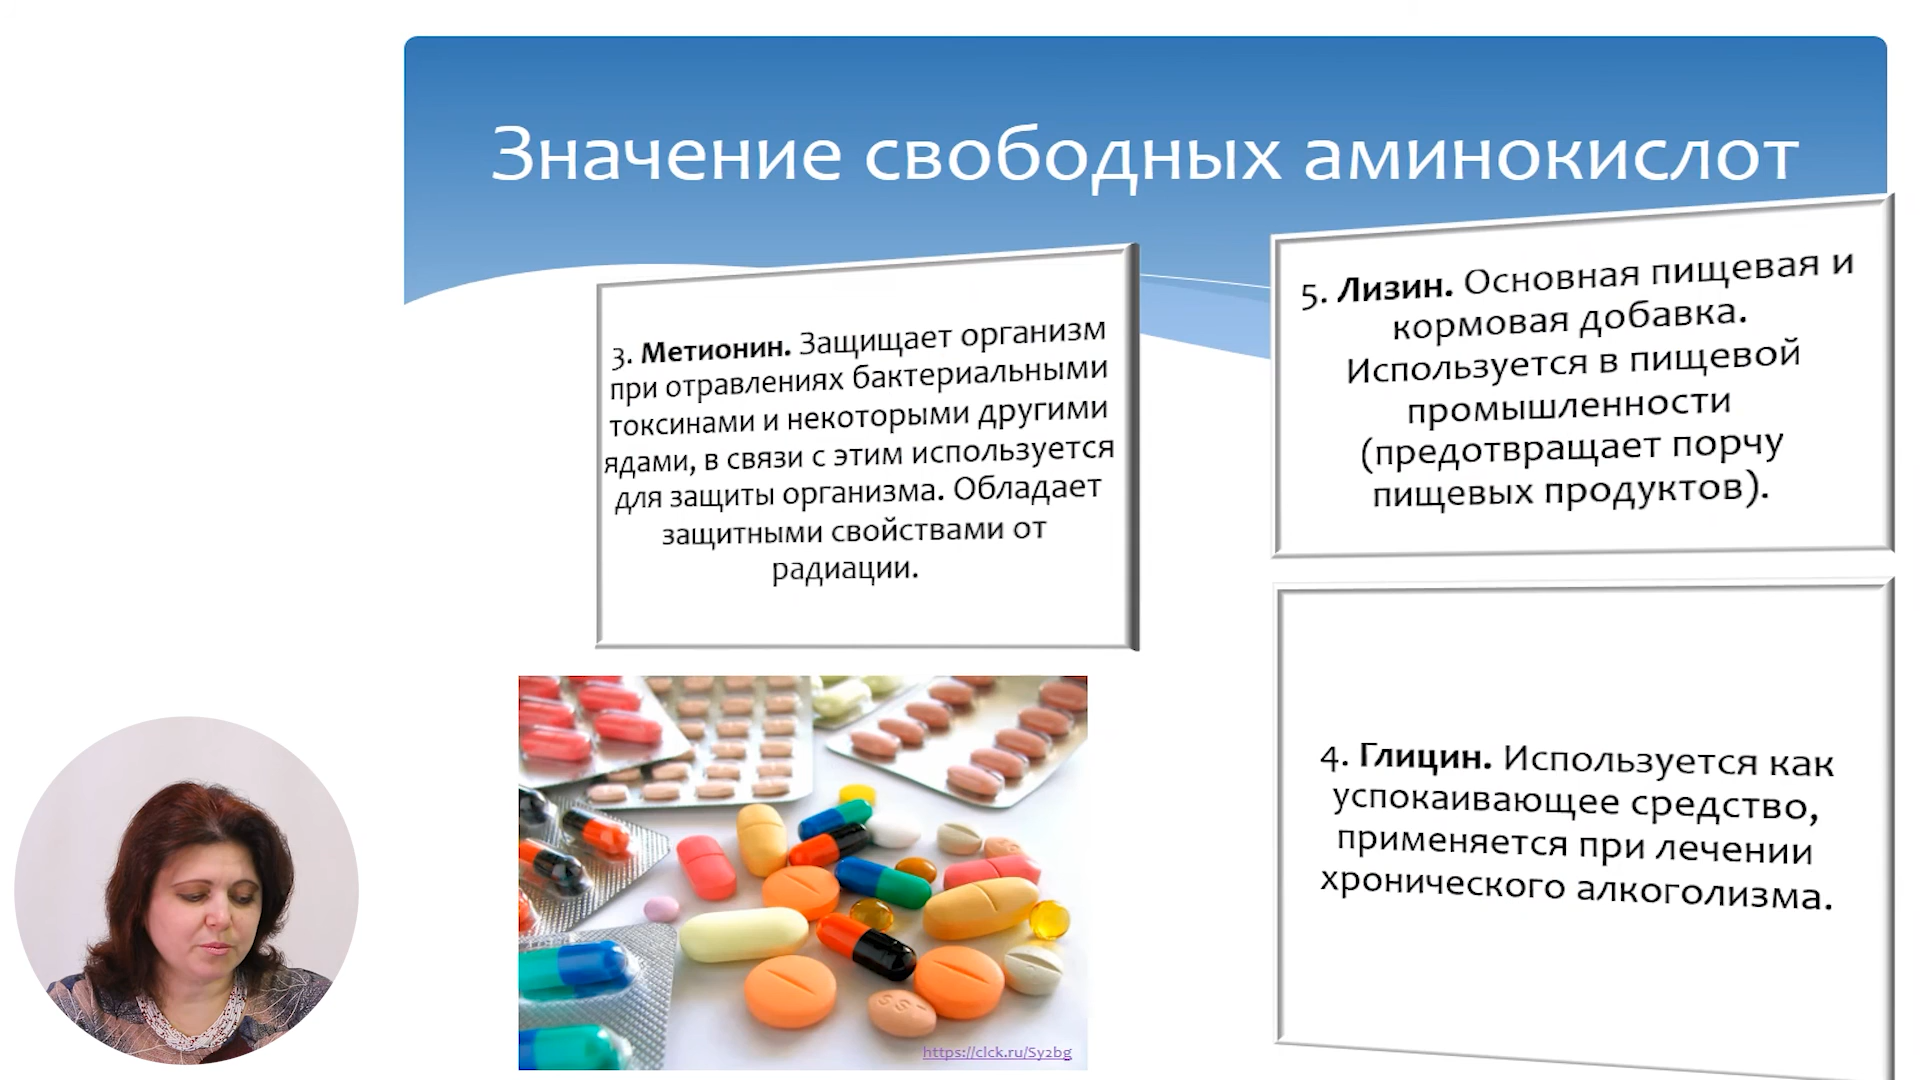 Значение свободных аминокислот
3. Метионин. Защищает организм
при отравлениях бактериальными
токсинами и некоторыми другими
ядами, в связи с этим используется
для защиты организма. Обладает
защитными свойствами от
радиации.
5. Лизин. Основная пищевая и
кормовая добавка.
Используется в пищевой
промышленности
(предотвращает порчу
пищевых продуктов).
4. Глицин. Используется как
успокаивающее средство,
применяется при лечении
хронического алкоголизма.
https://clck.ru/Sy2bg